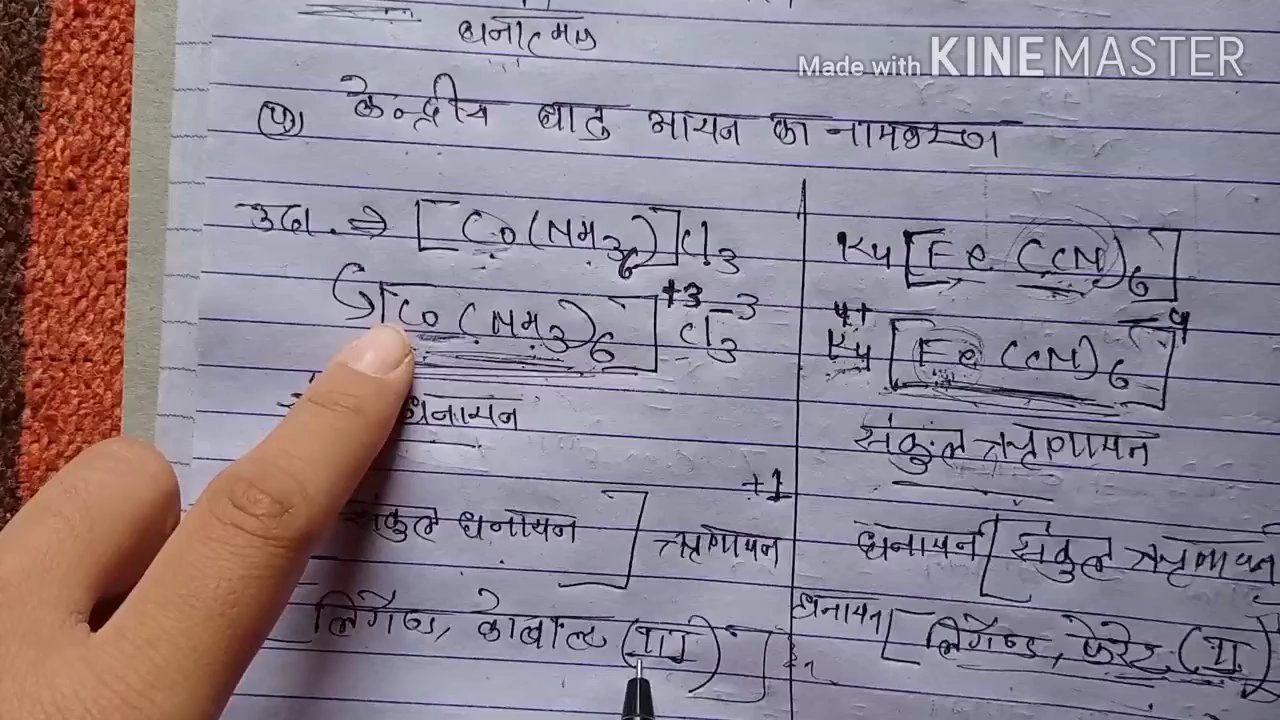 धनात्मक
Made with KINEMASTER
(4) केन्द्रीय धातु आयन का नामकरण
उदा. ⇒ [Co(NH3)6]Cl3
K4[Fe(CN)6]
[Co(NH3)6]+3 Cl3-3
K4 4+ [Fe(CN)6]-4
धनायन
संकुल ऋणायन
संकुल धनायन] ऋणायन
+1
धनायन [संकुल ऋणायन
लिगैण्ड, कोबाल्ट (III)]
धनायन [लिगैण्ड, फेरेट (II)]